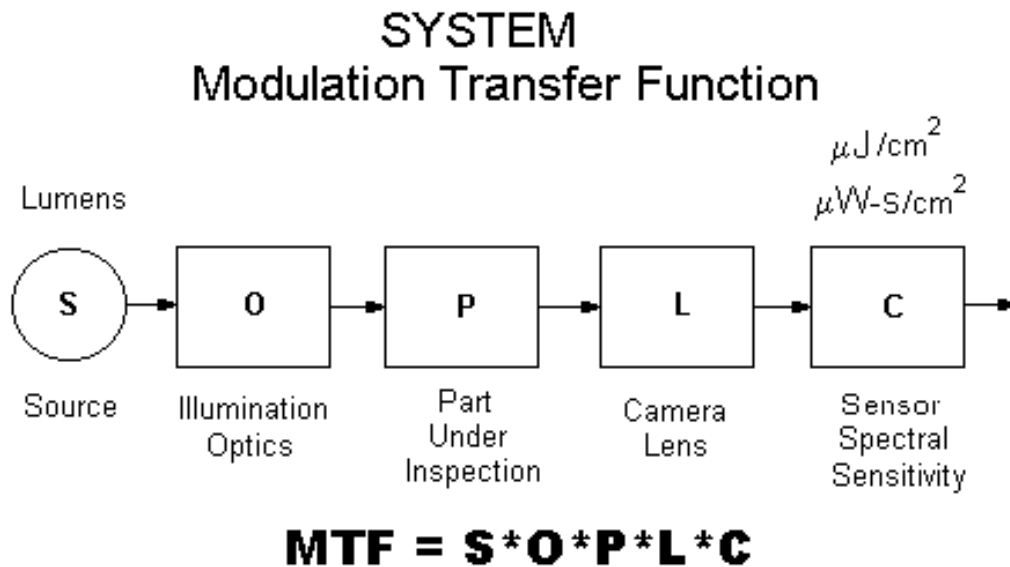 SYSTEM
Modulation Transfer Function
μJ/cm²
Lumens
μW-S/cm²
S
O
P
L
C
Source
Illumination
Optics
Part
Under
Inspection
Camera
Lens
Sensor
Spectral
Sensitivity
MTF = S*O*P*L*C